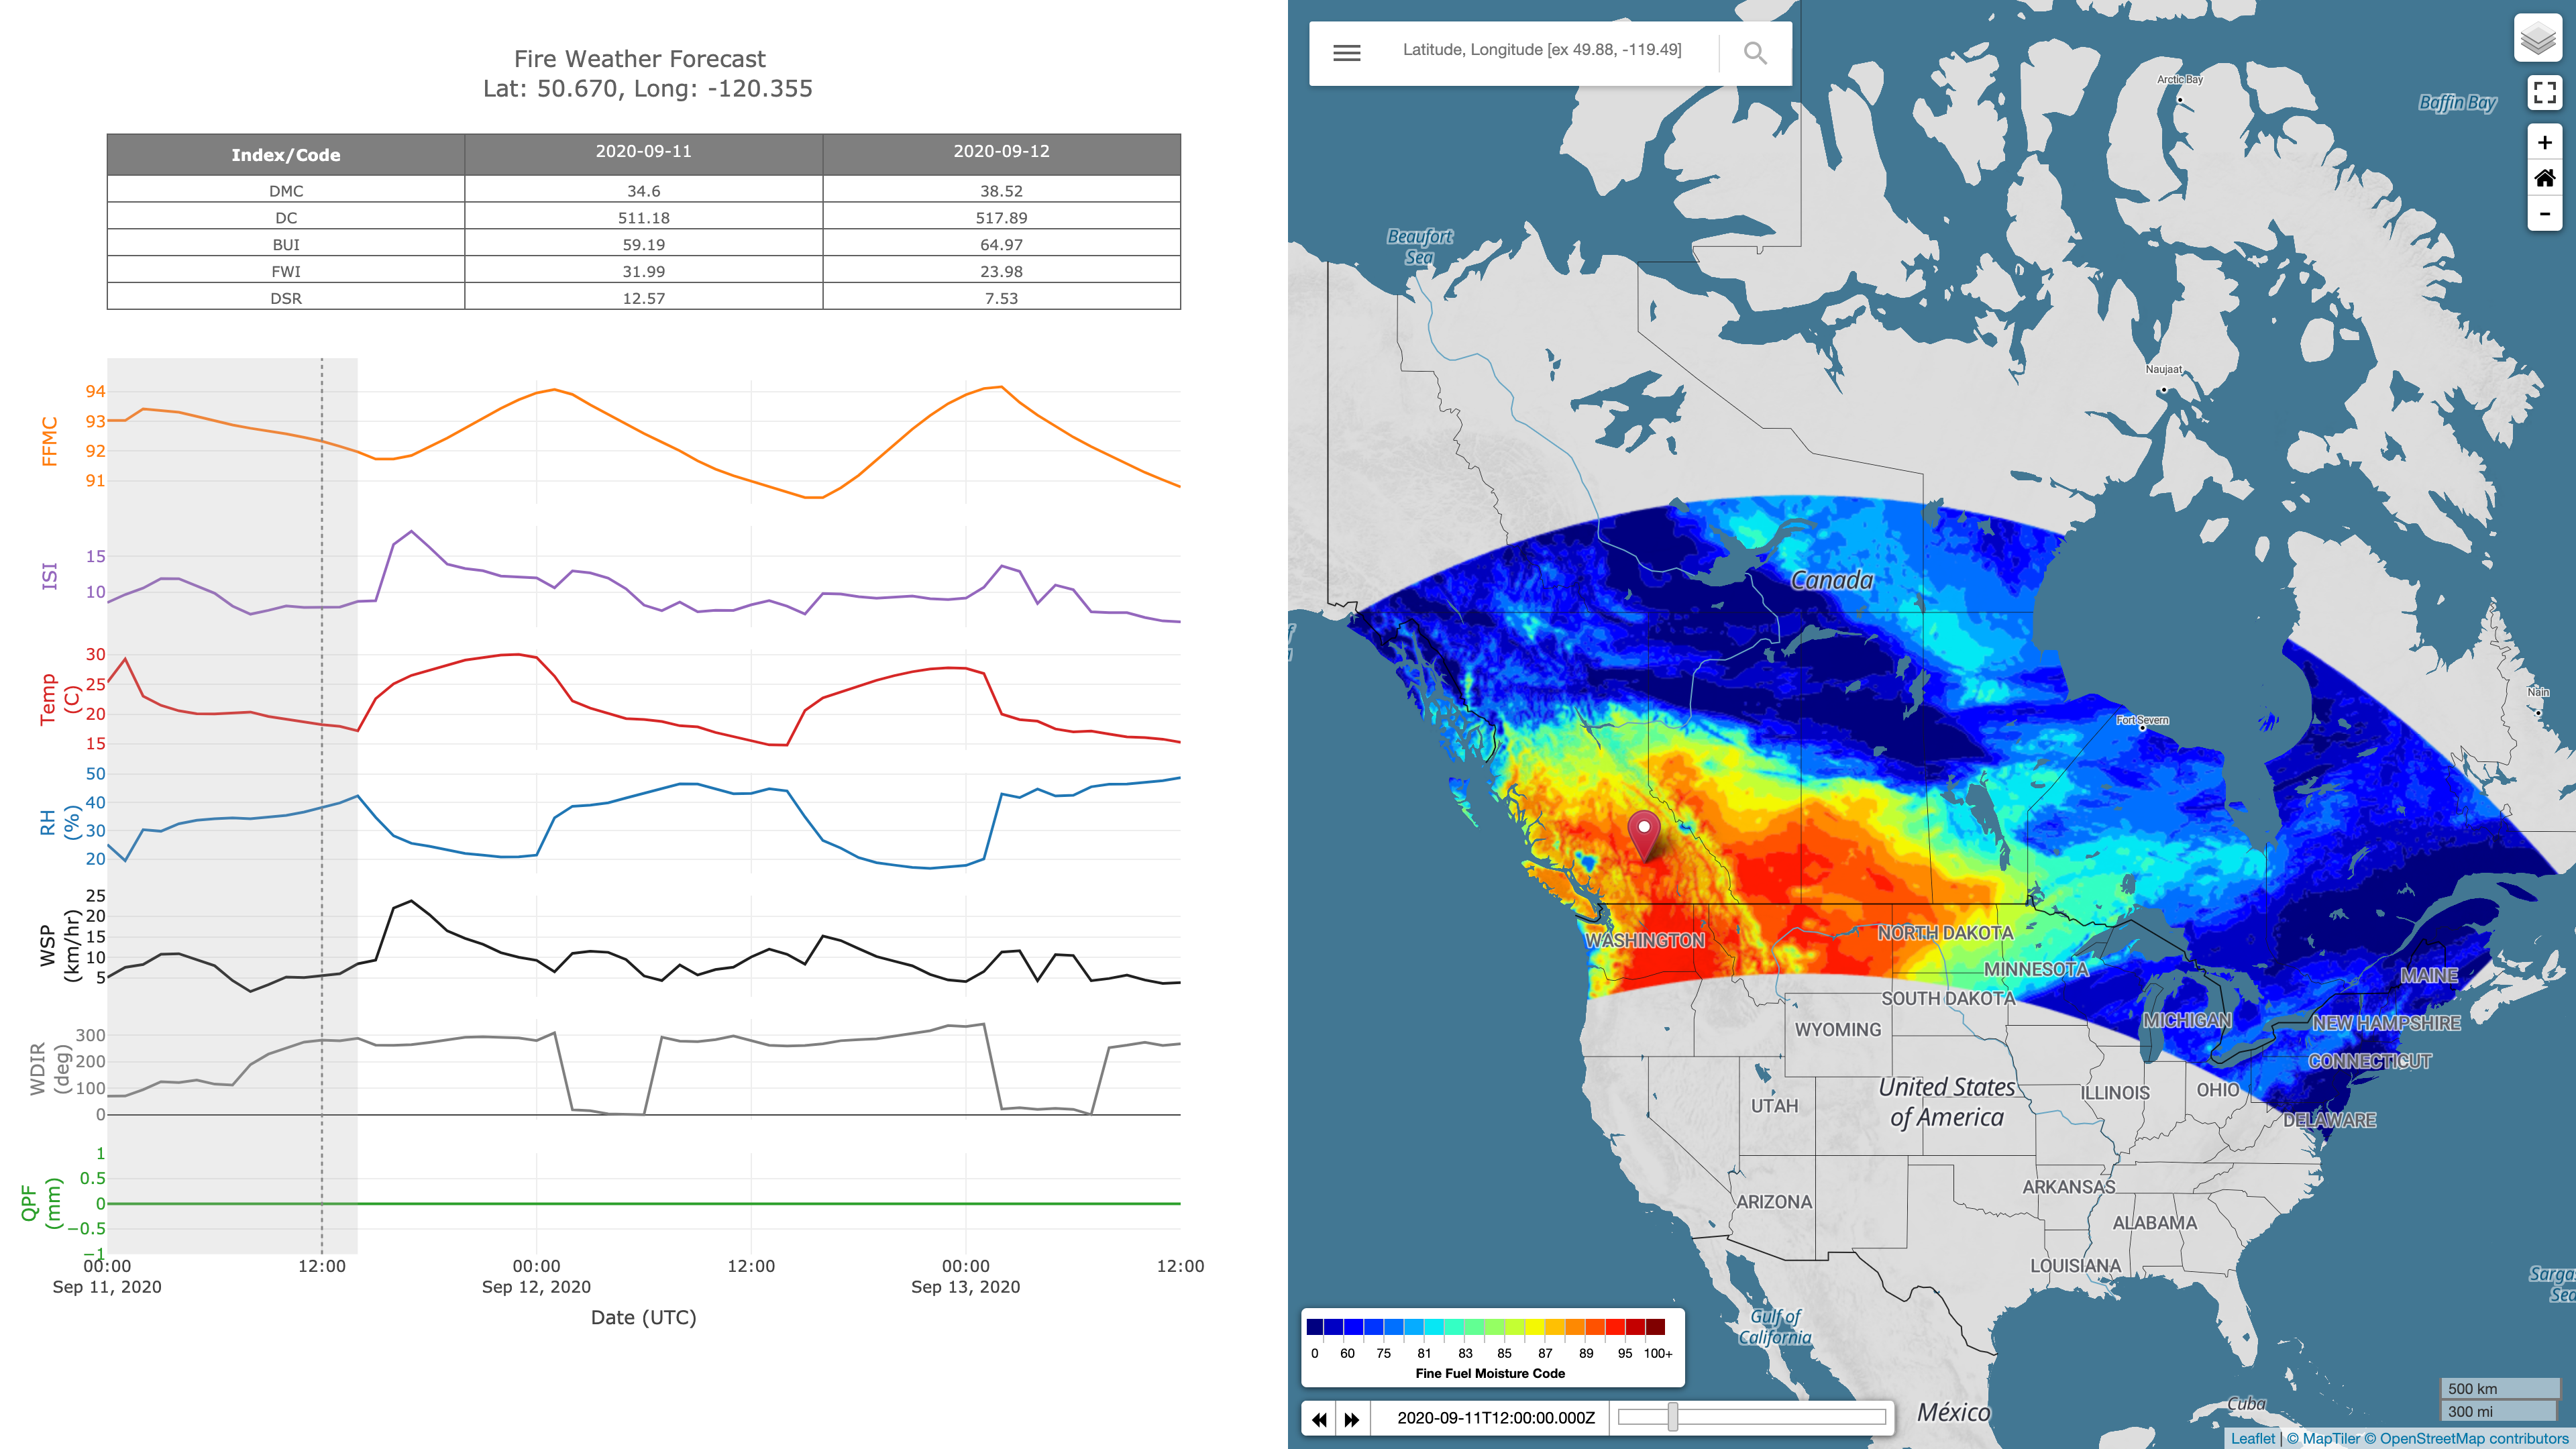 Fire Weather Forecast
Lat: 50.670, Long: -120.355
Index/Code 2020-09-11 2020-09-12
DMC 34.6 38.52
DC 511.18 517.89
BUI 59.19 64.97
FWI 31.99 23.98
DSR 12.57 7.53
FFMC
94
93
92
91
ISI
15
10
Temp
(C)
30
25
20
15
RH
(%)
50
40
30
20
WSP
(km/hr)
25
20
15
10
5
WDIR
(deg)
300
200
100
0
QPF
(mm)
1
0.5
0
−0.5
−1
00:00 12:00 00:00 12:00 00:00 12:00
Sep 11, 2020 Sep 12, 2020 Sep 13, 2020
Date (UTC)
Latitude, Longitude [ex 49.88, -119.49]
+
-
Arctic Bay
Baffin Bay
Beaufort
Sea
Naujaat
Canada
Nain
Fort Severn
WASHINGTON
NORTH DAKOTA
MINNESOTA
MAINE
SOUTH DAKOTA
MICHIGAN
NEW HAMPSHIRE
WYOMING
CONNECTICUT
United States
of America
ILLINOIS
OHIO
UTAH
DELAWARE
ARKANSAS
ARIZONA
ALABAMA
LOUISIANA
Gulf of
California
México
Cuba
0 60 75 81 83 85 87 89 95 100+
Fine Fuel Moisture Code
2020-09-11T12:00:00.000Z
500 km
300 mi
Leaflet | © MapTiler © OpenStreetMap contributors